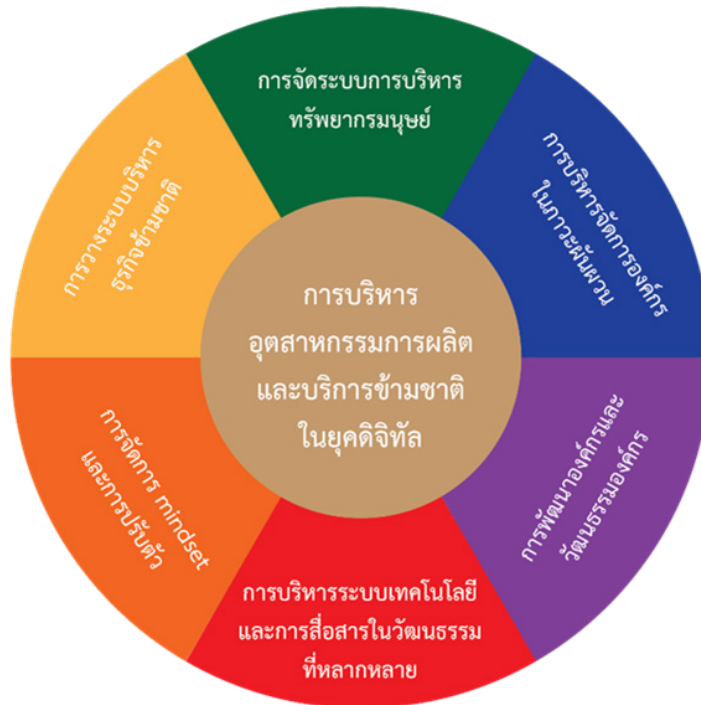 การจัดระบบการบริหาร
ทรัพยากรมนุษย์
การบริหารจัดการองค์กร
ในภาวะผันผวน
การพัฒนาองค์กรและ
วัฒนธรรมองค์กร
การบริหารระบบเทคโนโลยี
และการสื่อสารในวัฒนธรรม
ที่หลากหลาย
การจัดการ mindset
และการปรับตัว
การวางระบบบริหาร
ธุรกิจข้ามชาติ
การบริหาร
อุตสาหกรรมการผลิต
และบริการข้ามชาติ
ในยุคดิจิทัล